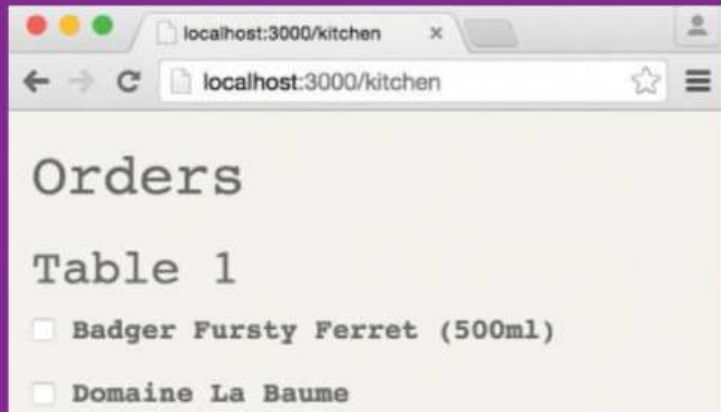 localhost:3000/kitchen
localhost:3000/kitchen
Orders
Table 1
Badger Fursty Ferret (500ml)
Domaine La Baume